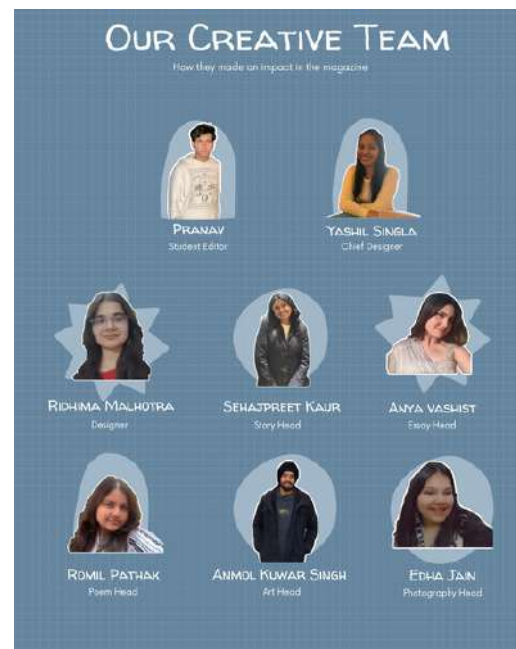 OUR CREATIVE TEAM
How they made an impact in the magazine
PRANAV
Student Editor
YASHIL SINGLA
Chief Designer
RIDHIMA MALHOTRA
Designer
SEHAJPREET KAUR
Story Head
ANYA VASHIST
Essay Head
ROMIL PATHAK
Poem Head
ANMOL KUWAR SINGH
Art Head
EDHA JAIN
Photography Head